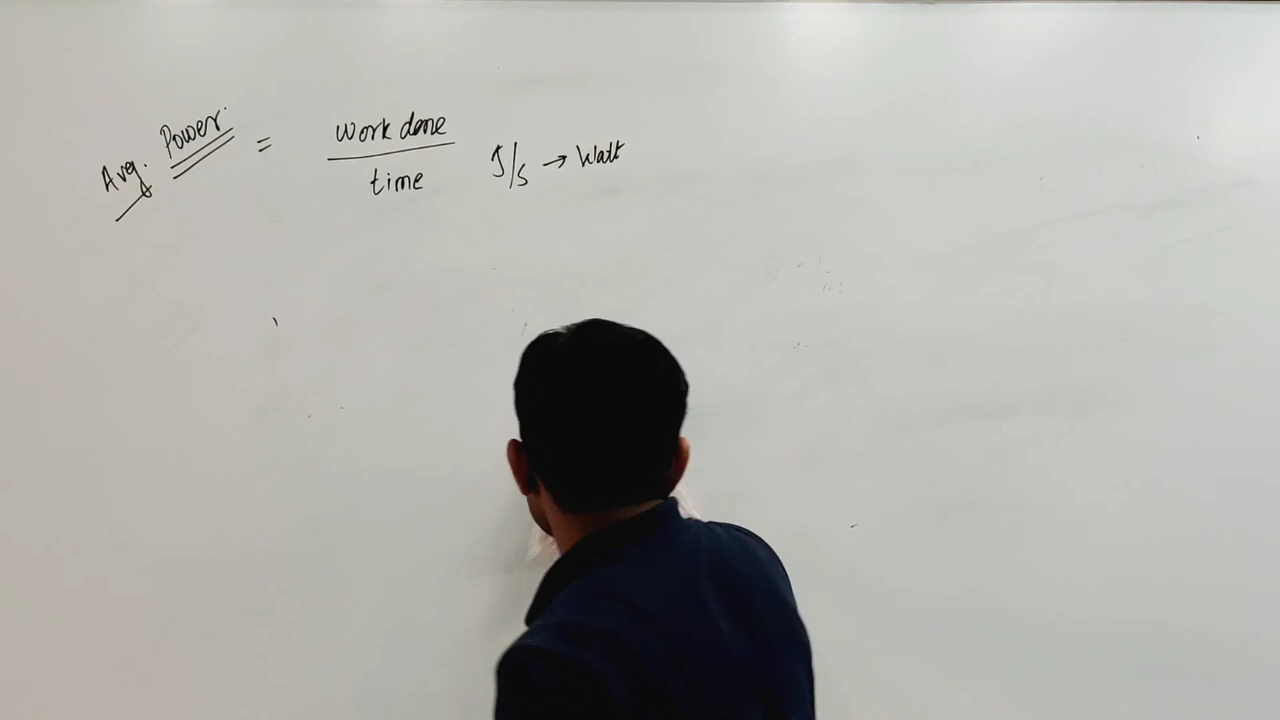 Avg. Power = work done / time J/s → Watt